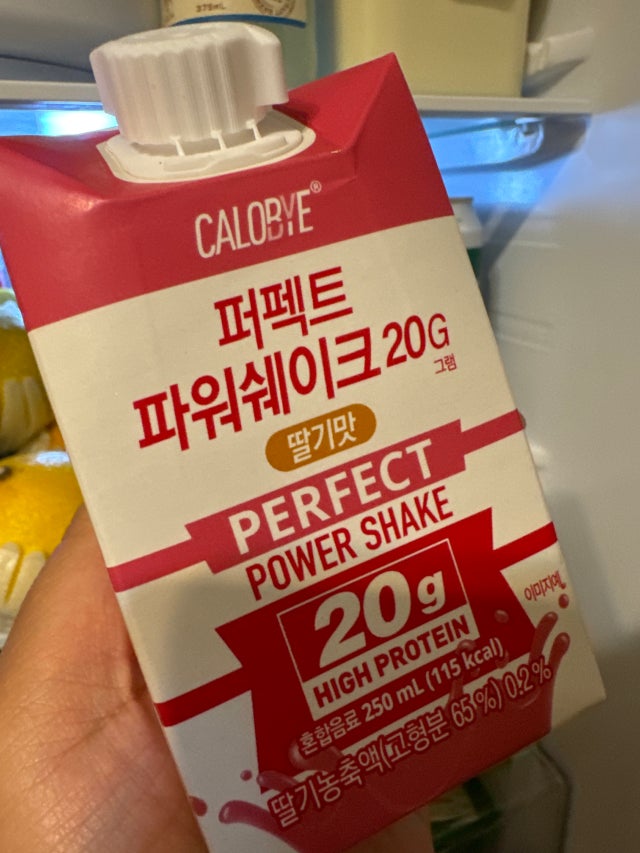 375mL
CALOBYE®
퍼펙트
파워쉐이크 20G
그램
딸기맛
PERFECT
POWER SHAKE
20g
HIGH PROTEIN
이미지예
혼합음료 250 mL (115 kcal)
딸기농축액(고형분 65%) 0.2%